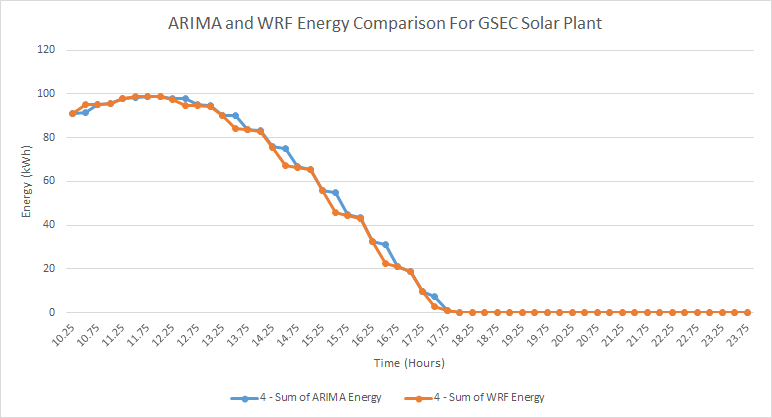 ARIMA and WRF Energy Comparison For GSEC Solar Plant
120
100
80
60
40
20
0
Energy (kWh)
10.25 10.75 11.25 11.75 12.25 12.75 13.25 13.75 14.25 14.75 15.25 15.75 16.25 16.75 17.25 17.75 18.25 18.75 19.25 19.75 20.25 20.75 21.25 21.75 22.25 22.75 23.25 23.75
Time (Hours)
4 - Sum of ARIMA Energy 4 - Sum of WRF Energy